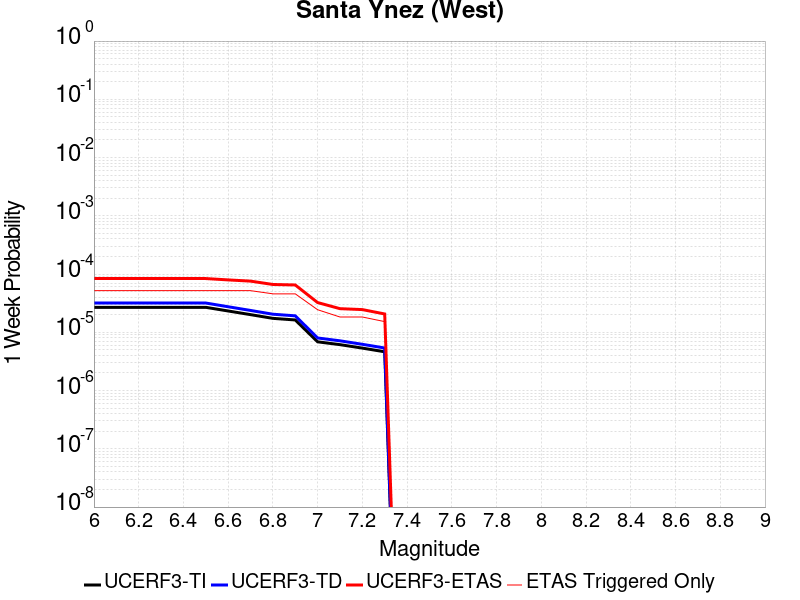 Santa Ynez (West)
10^0
10^-1
10^-2
10^-3
10^-4
10^-5
10^-6
10^-7
10^-8
1 Week Probability
6 6.2 6.4 6.6 6.8 7 7.2 7.4 7.6 7.8 8 8.2 8.4 8.6 8.8 9
Magnitude
UCERF3-TI UCERF3-TD UCERF3-ETAS ETAS Triggered Only